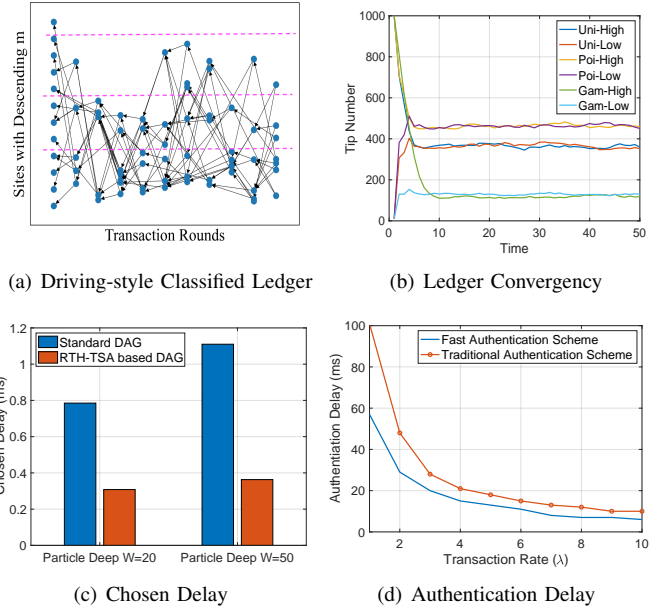 Sites with Descending m
Transaction Rounds
(a) Driving-style Classified Ledger
1000
800
600
400
200
0
Tip Number
0 10 20 30 40 50
Time
Uni-High
Uni-Low
Poi-High
Poi-Low
Gam-High
Gam-Low
(b) Ledger Convergency
1.2
1
0.8
0.6
0.4
0.2
0
Chosen Delay (ms)
Standard DAG
RTH-TSA based DAG
Particle Deep W=20 Particle Deep W=50
(c) Chosen Delay
100
80
60
40
20
0
Authentiation Delay (ms)
Fast Authentication Scheme
Traditional Authentication Scheme
2 4 6 8 10
Transaction Rate (λ)
(d) Authentication Delay